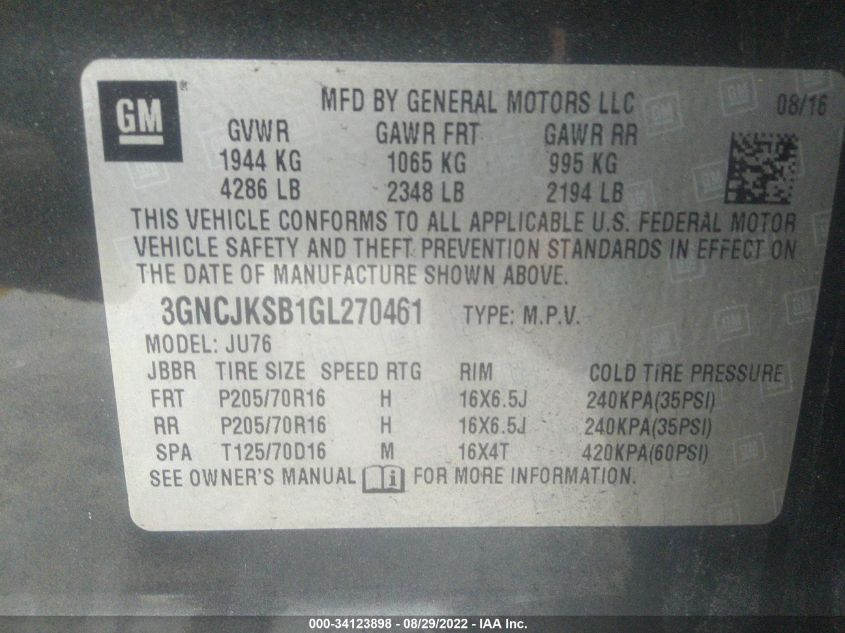 GM
MFD BY GENERAL MOTORS LLC 08/16
GVWR GAWR FRT GAWR RR
1944 KG 1065 KG 995 KG
4286 LB 2348 LB 2194 LB
THIS VEHICLE CONFORMS TO ALL APPLICABLE U.S. FEDERAL MOTOR
VEHICLE SAFETY AND THEFT PREVENTION STANDARDS IN EFFECT ON
THE DATE OF MANUFACTURE SHOWN ABOVE.
3GNCJKSB1GL270461 TYPE: M.P.V.
MODEL: JU76
JBBR TIRE SIZE SPEED RTG RIM COLD TIRE PRESSURE
FRT P205/70R16 H 16X6.5J 240KPA(35PSI)
RR P205/70R16 H 16X6.5J 240KPA(35PSI)
SPA T125/70D16 M 16X4T 420KPA(60PSI)
SEE OWNER'S MANUAL i FOR MORE INFORMATION.
000-34123898 - 08/29/2022 - IAA Inc.